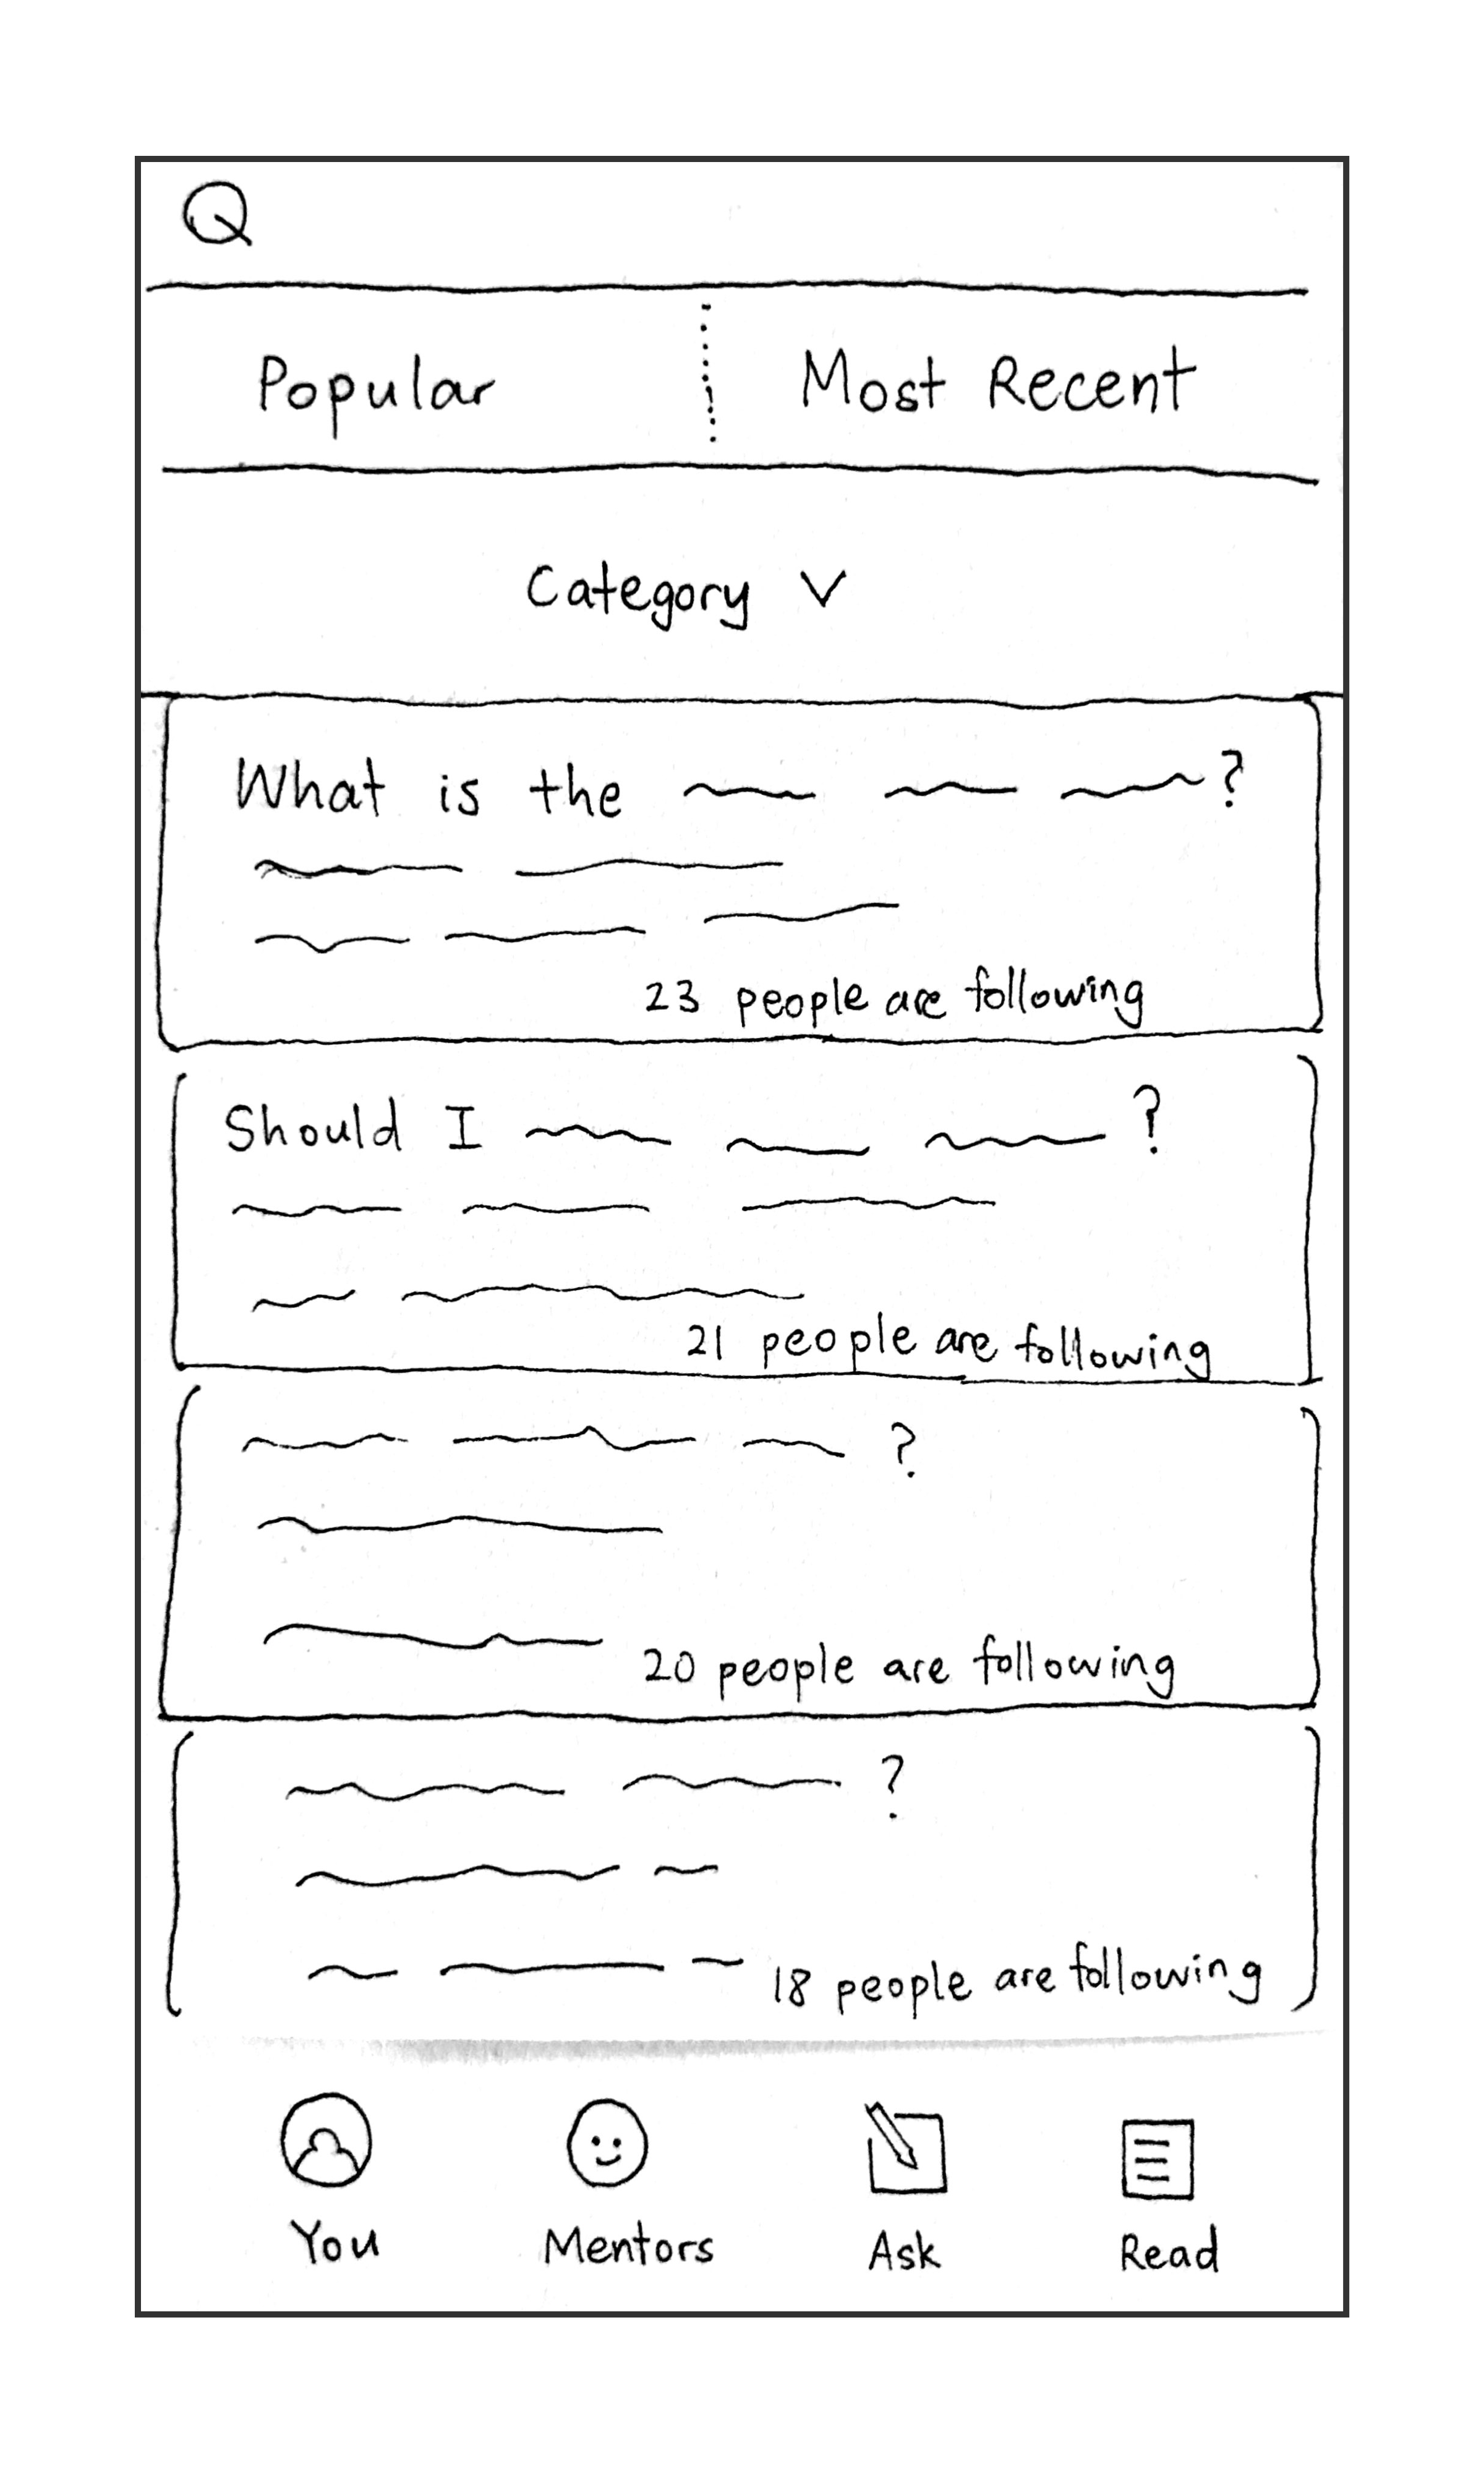 Q
Popular
Most Recent
Category V
What is the ?
23 people are following
Should I ?
21 people are following
?
20 people are following
?
18 people are following
You
Mentors
Ask
Read